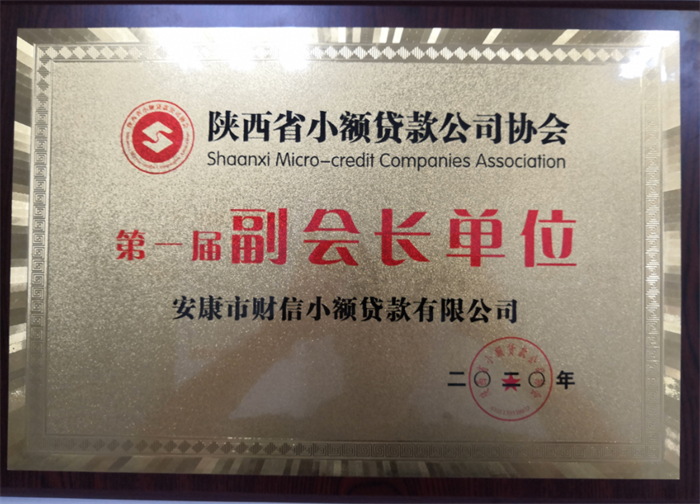 陕西省小额贷款公司协会
Shaanxi Micro-credit Companies Association
第一届副会长单位
安康市财信小额贷款有限公司
二〇二〇年